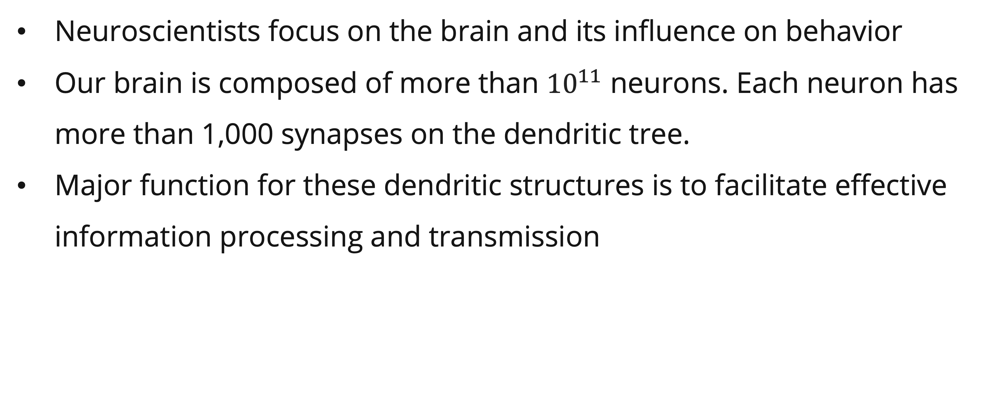 • Neuroscientists focus on the brain and its influence on behavior
• Our brain is composed of more than 10¹¹ neurons. Each neuron has
more than 1,000 synapses on the dendritic tree.
• Major function for these dendritic structures is to facilitate effective
information processing and transmission